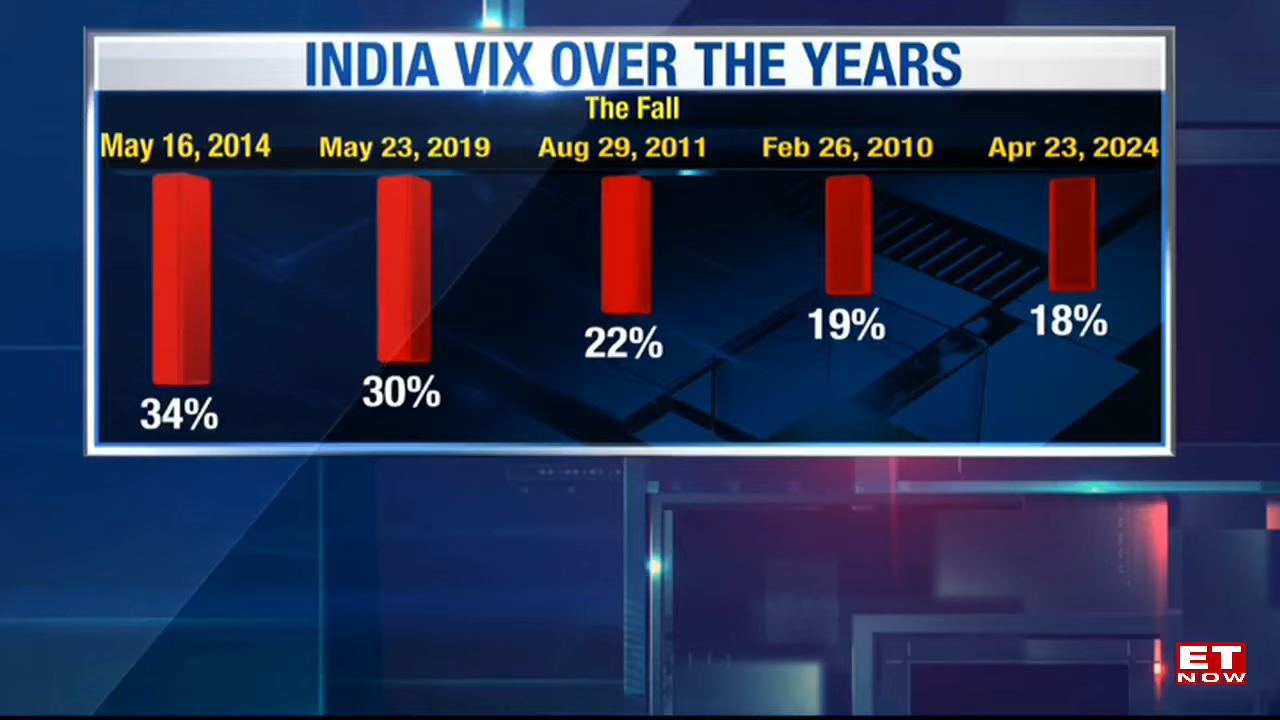 INDIA VIX OVER THE YEARS
The Fall
May 16, 2014 May 23, 2019 Aug 29, 2011 Feb 26, 2010 Apr 23, 2024
34% 30% 22% 19% 18%
ET
NOW